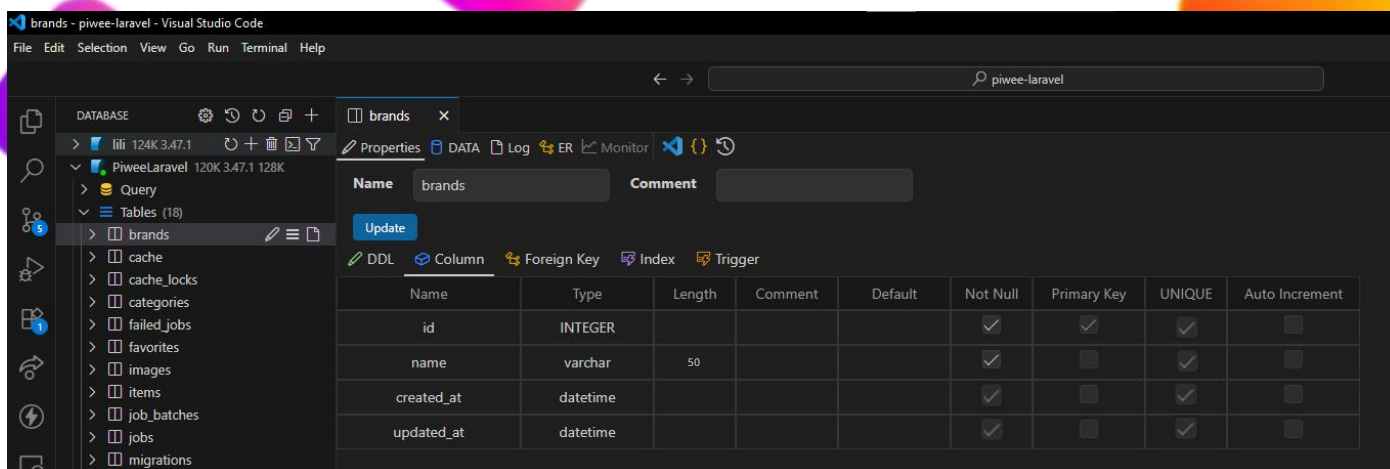 brands - piwee-laravel - Visual Studio Code
File Edit Selection View Go Run Terminal Help
piwee-laravel
DATABASE
lili 124K 3.47.1
PiweeLaravel 120K 3.47.1 128K
Query
Tables (18)
brands
cache
cache_locks
categories
failed_jobs
favorites
images
items
job_batches
jobs
migrations
5
1
brands
Properties DATA Log ER Monitor
Name brands Comment
Update
DDL Column Foreign Key Index Trigger
Name Type Length Comment Default Not Null Primary Key UNIQUE Auto Increment
id INTEGER
name varchar 50
created_at datetime
updated_at datetime